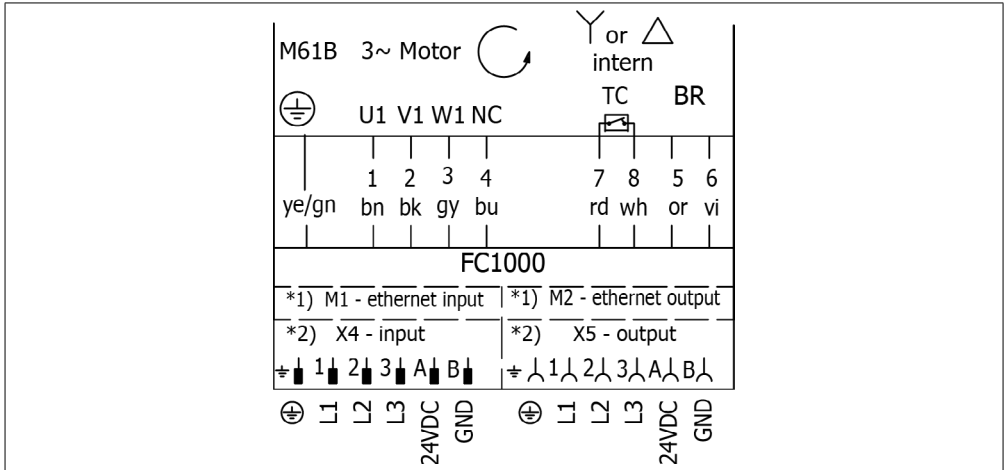 M61B 3~ Motor
or
intern
TC BR
U1 V1 W1 NC
1 2 3 4 7 8 5 6
ye/gn bn bk gy bu rd wh or vi
FC1000
*1) M1 - ethernet input *1) M2 - ethernet output
*2) X4 - input *2) X5 - output
1 2 3 A B 1 2 3 A B
L1 L2 L3 24VDC GND L1 L2 L3 24VDC GND